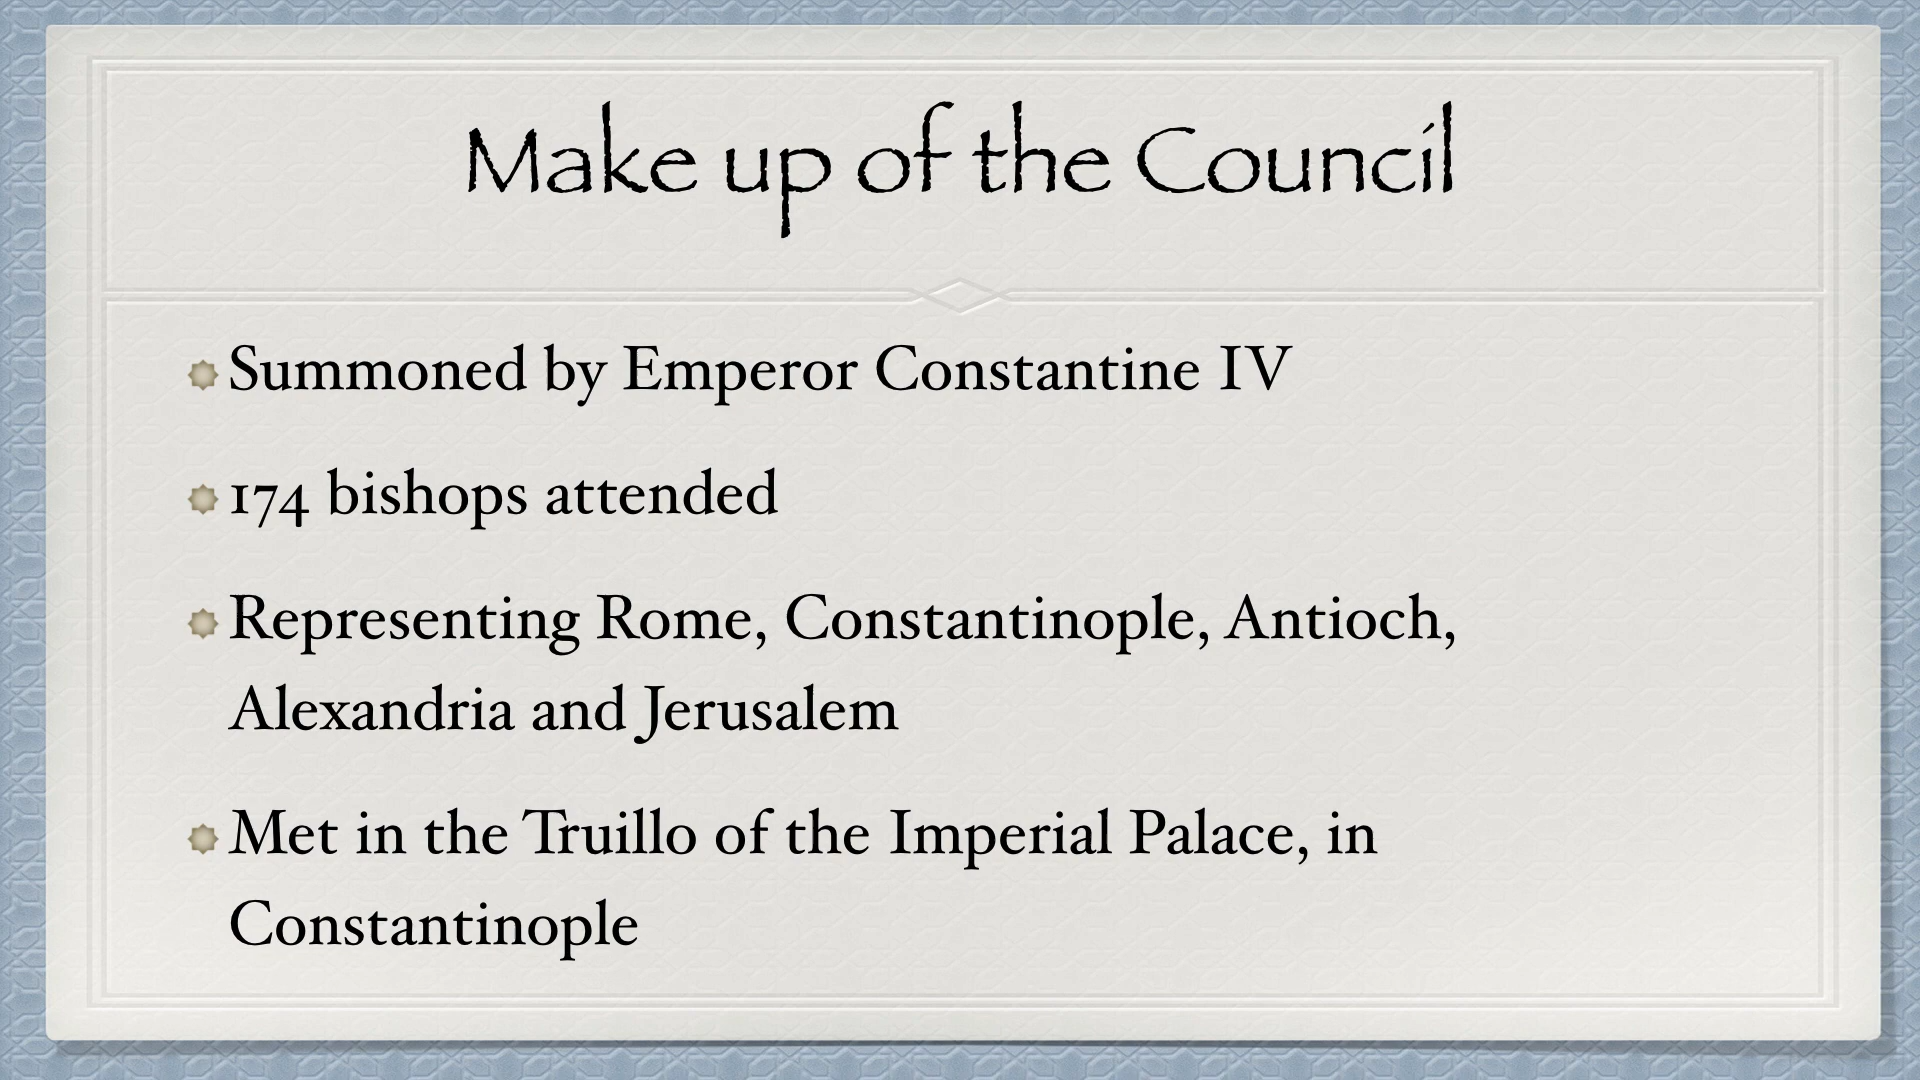 Make up of the Council
Summoned by Emperor Constantine IV
174 bishops attended
Representing Rome, Constantinople, Antioch,
Alexandria and Jerusalem
Met in the Truillo of the Imperial Palace, in
Constantinople